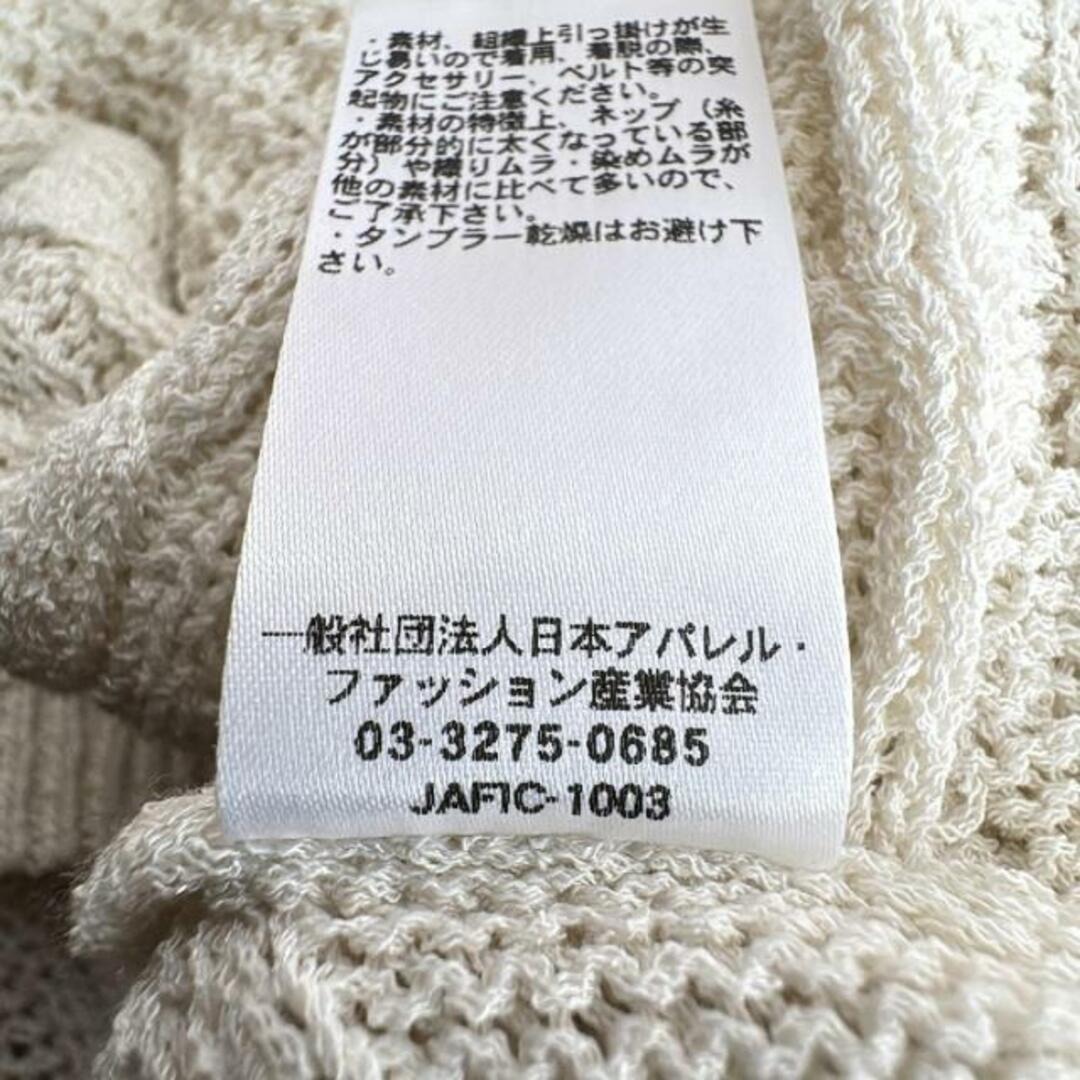 ・素材、組織上引っ掛けが生
じ易いので着用、着脱の際、
アクセサリー、ベルト等の突
起物にご注意ください。
・素材の特徴上、ネップ（糸
が部分的に太くなっている部
分）や織りムラ・染めムラが
他の素材に比べて多いので、
ご了承下さい。
・タンブラー乾燥はお避け下
さい。
一般社団法人日本アパレル・
ファッション産業協会
03-3275-0685
JAFIC-1003